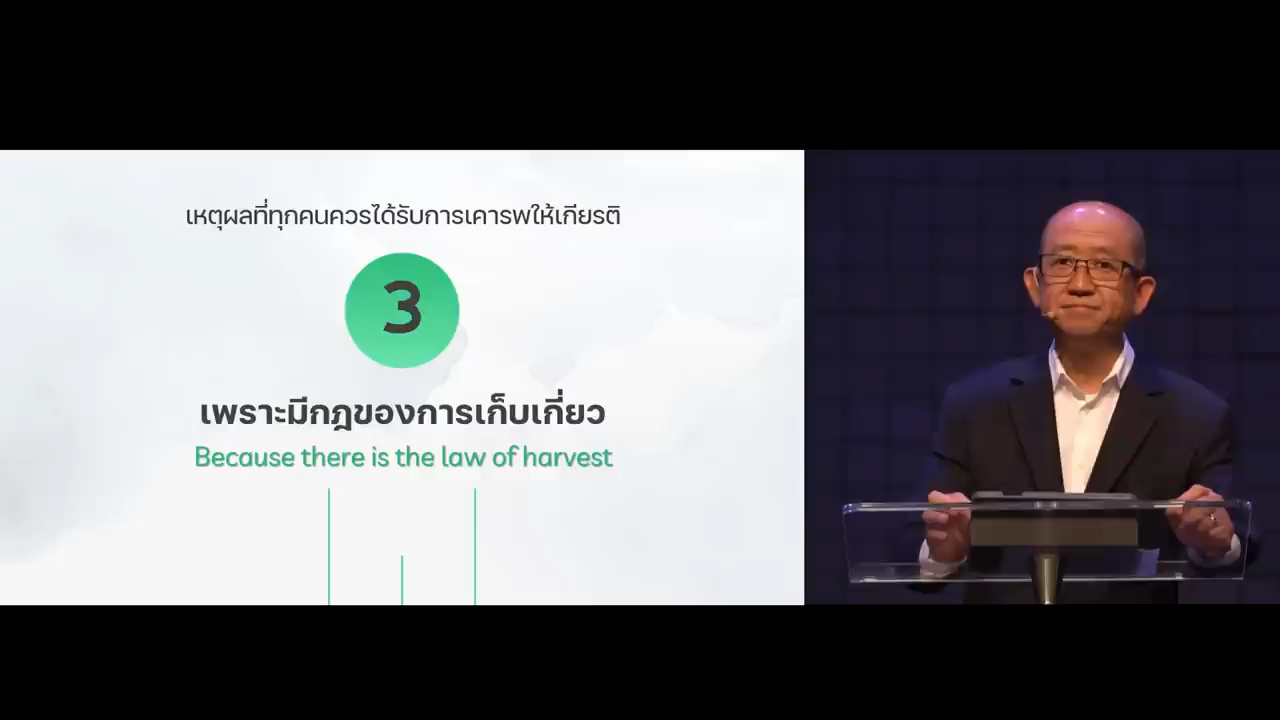 เหตุผลที่ทุกคนควรได้รับการเคารพให้เกียรติ
3
เพราะมีกฎของการเก็บเกี่ยว
Because there is the law of harvest